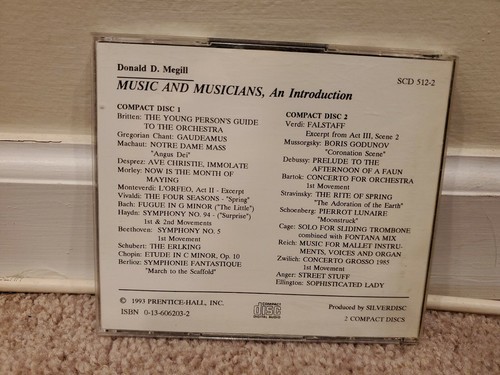 Donald D. Megill
MUSIC AND MUSICIANS, An Introduction
SCD 512-2
COMPACT DISC 1
Britten: THE YOUNG PERSON'S GUIDE
TO THE ORCHESTRA
Gregorian Chant: GAUDEAMUS
Machaut: NOTRE DAME MASS
"Angus Dei"
Desprez: AVE CHRISTIE, IMMOLATE
Morley: NOW IS THE MONTH OF
MAYING
Monteverdi: L'ORFEO, Act II - Excerpt
Vivaldi: THE FOUR SEASONS - "Spring"
Bach: FUGUE IN G MINOR ("The Little")
Haydn: SYMPHONY NO. 94 - ("Surprise")
1st & 2nd Movements
Beethoven: SYMPHONY NO. 5
1st Movement
Schubert: THE ERLKING
Chopin: ETUDE IN C MINOR, Op. 10
Berlioz: SYMPHONIE FANTASTIQUE
"March to the Scaffold"
COMPACT DISC 2
Verdi: FALSTAFF
Excerpt from Act III, Scene 2
Mussorgsky: BORIS GODUNOV
"Coronation Scene"
Debussy: PRELUDE TO THE
AFTERNOON OF A FAUN
Bartok: CONCERTO FOR ORCHESTRA
1st Movement
Stravinsky: THE RITE OF SPRING
"The Adoration of the Earth"
Schoenberg: PIERROT LUNAIRE
"Moonstruck"
Cage: SOLO FOR SLIDING TROMBONE
combined with FONTANA MIX
Reich: MUSIC FOR MALLET INSTRU-
MENTS, VOICES AND ORGAN
Zwilich: CONCERTO GROSSO 1985
1st Movement
Anger: STREET STUFF
Ellington: SOPHISTICATED LADY
© 1993 PRENTICE-HALL, INC.
ISBN 0-13-606203-2
COMPACT
disc
DIGITAL AUDIO
Produced by SILVERDISC
2 COMPACT DISCS